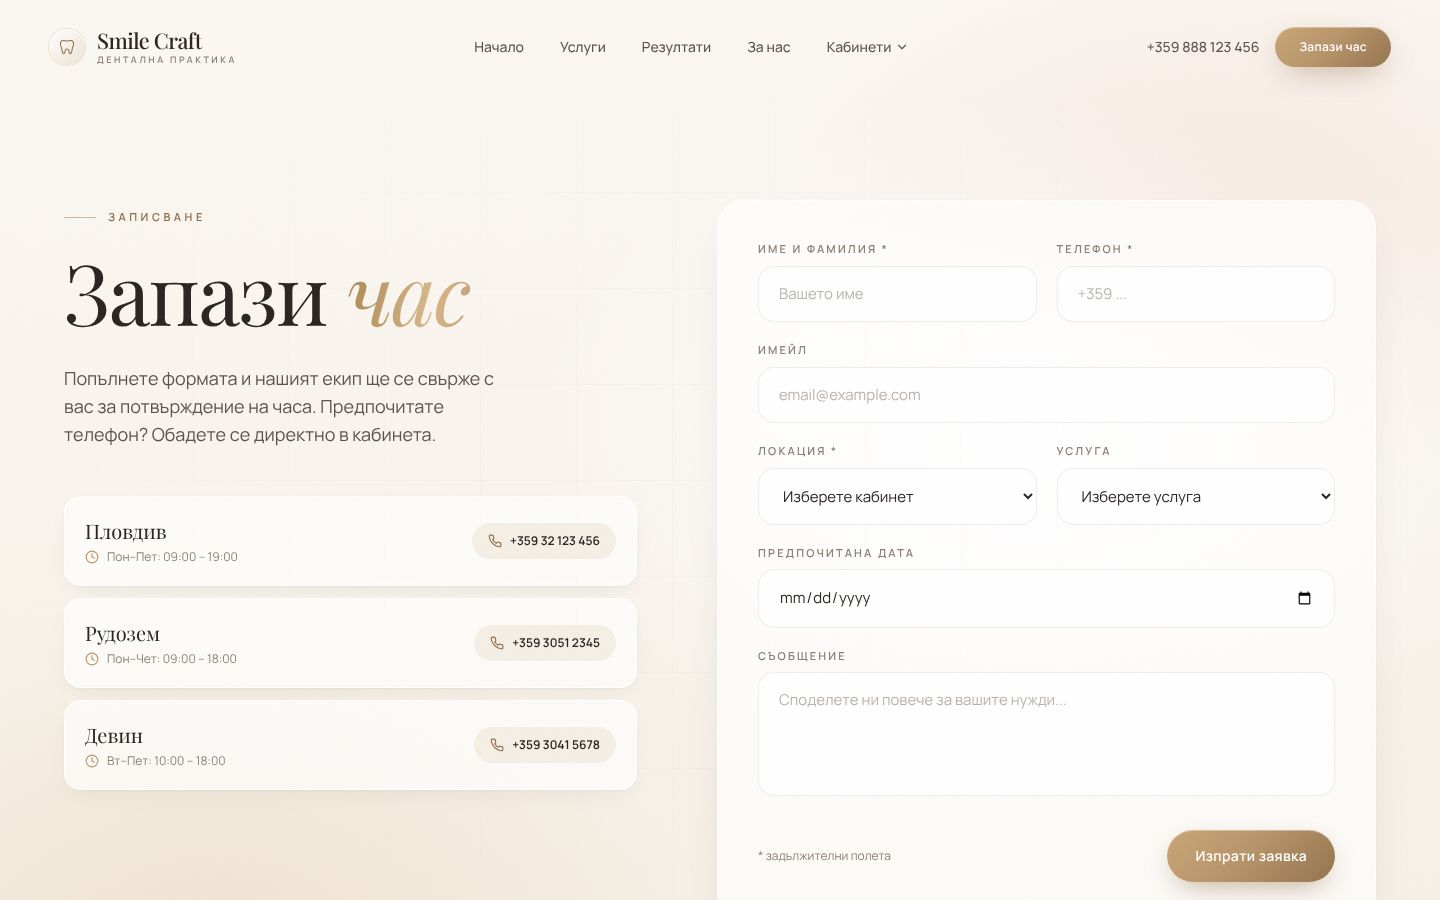 Smile Craft
ДЕНТАЛНА ПРАКТИКА
Начало
Услуги
Резултати
За нас
Кабинети
+359 888 123 456
Запази час
ЗАПИСВАНЕ
Запази час
Попълнете формата и нашият екип ще се свърже с
вас за потвърждение на часа. Предпочитате
телефон? Обадете се директно в кабинета.
Пловдив
Пон–Пет: 09:00 – 19:00
+359 32 123 456
Рудозем
Пон–Чет: 09:00 – 18:00
+359 3051 2345
Девин
Вт–Пет: 10:00 – 18:00
+359 3041 5678
ИМЕ И ФАМИЛИЯ *
Вашето име
ТЕЛЕФОН *
+359 ...
ИМЕЙЛ
email@example.com
ЛОКАЦИЯ *
Изберете кабинет
УСЛУГА
Изберете услуга
ПРЕДПОЧИТАНА ДАТА
mm/dd/yyyy
СЪОБЩЕНИЕ
Споделете ни повече за вашите нужди...
* задължителни полета
Изпрати заявка